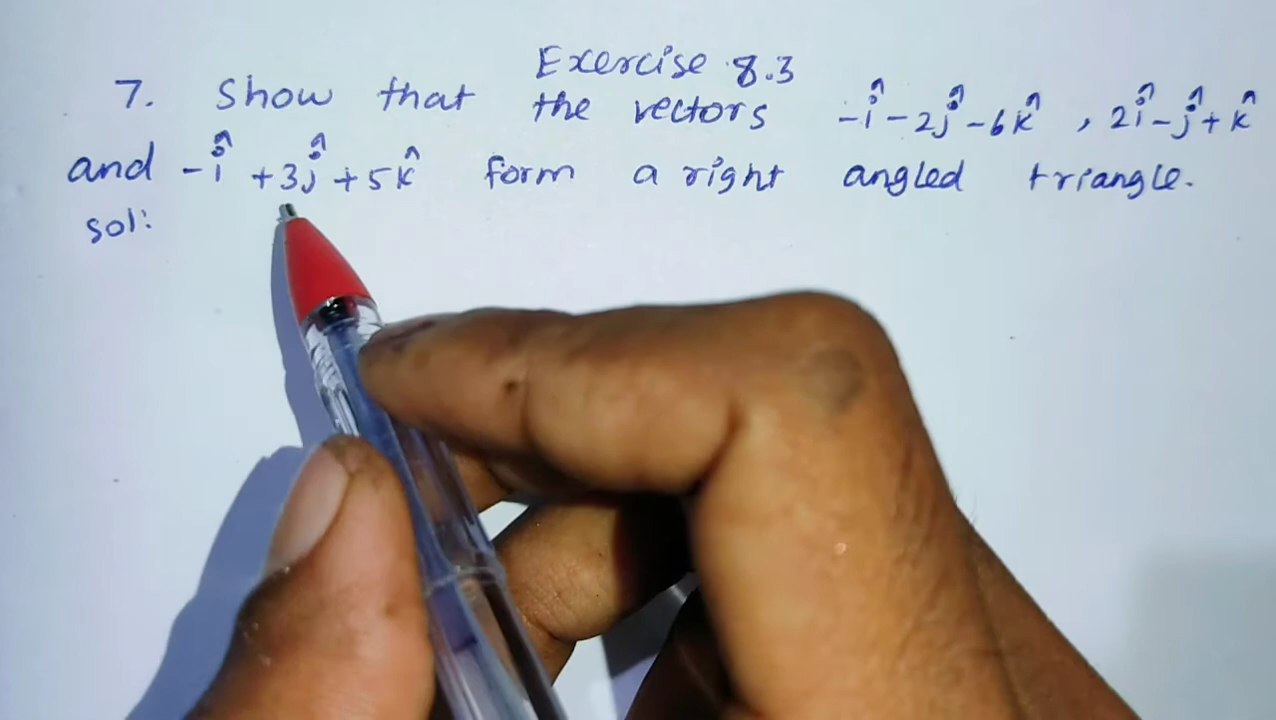 Exercise 8.3
7. Show that the vectors -î - 2ĵ - 6k̂ , 2î - ĵ + k̂
and -î + 3ĵ + 5k̂ form a right angled triangle.
sol: